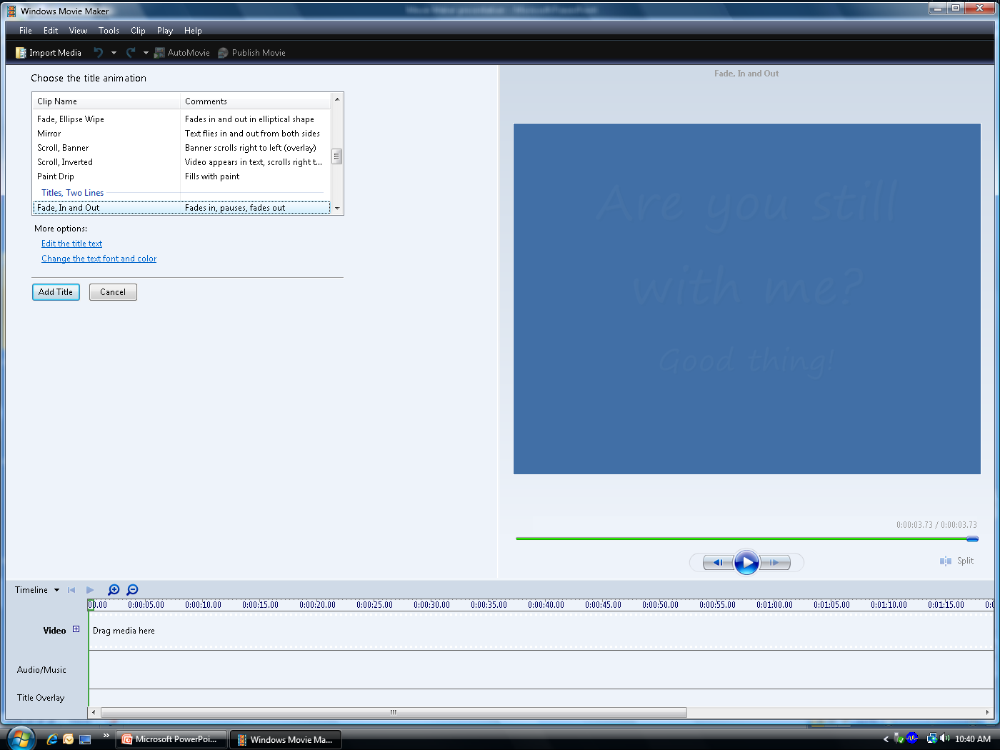 Windows Movie Maker
File Edit View Tools Clip Play Help
Import Media AutoMovie Publish Movie
Choose the title animation
Clip Name Comments
Fade, Ellipse Wipe Fades in and out in elliptical shape
Mirror Text flies in and out from both sides
Scroll, Banner Banner scrolls right to left (overlay)
Scroll, Inverted Video appears in text, scrolls right t...
Paint Drip Fills with paint
Titles, Two Lines
Fade, In and Out Fades in, pauses, fades out
More options:
Edit the title text
Change the text font and color
Add Title Cancel
Fade, In and Out
Are you still
with me?
Good thing!
0:00:03.73 / 0:00:03.73
Split
Timeline
00.00 0:00:05.00 0:00:10.00 0:00:15.00 0:00:20.00 0:00:25.00 0:00:30.00 0:00:35.00 0:00:40.00 0:00:45.00 0:00:50.00 0:00:55.00 0:01:00.00 0:01:05.00 0:01:10.00 0:01:15.00 0:0
Video Drag media here
Audio/Music
Title Overlay
Microsoft PowerPoi... Windows Movie Ma... 10:40 AM